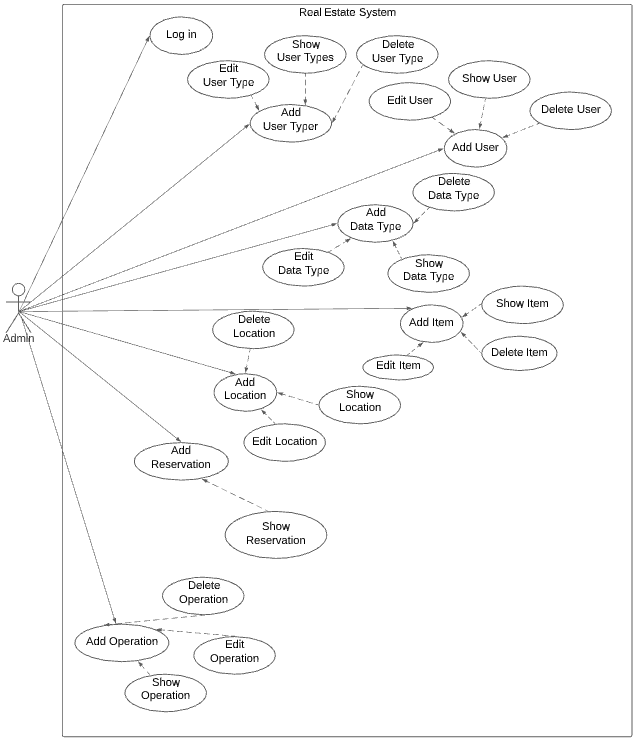 Real Estate System
Log in
Show
User Types
Delete
User Type
Edit
User Type
Add
User Typer
Show User
Edit User
Delete User
Add User
Delete
Data Type
Add
Data Type
Edit
Data Type
Show
Data Type
Admin
Show Item
Add Item
Delete Item
Edit Item
Delete
Location
Add
Location
Show
Location
Edit Location
Add
Reservation
Show
Reservation
Delete
Operation
Add Operation
Edit
Operation
Show
Operation